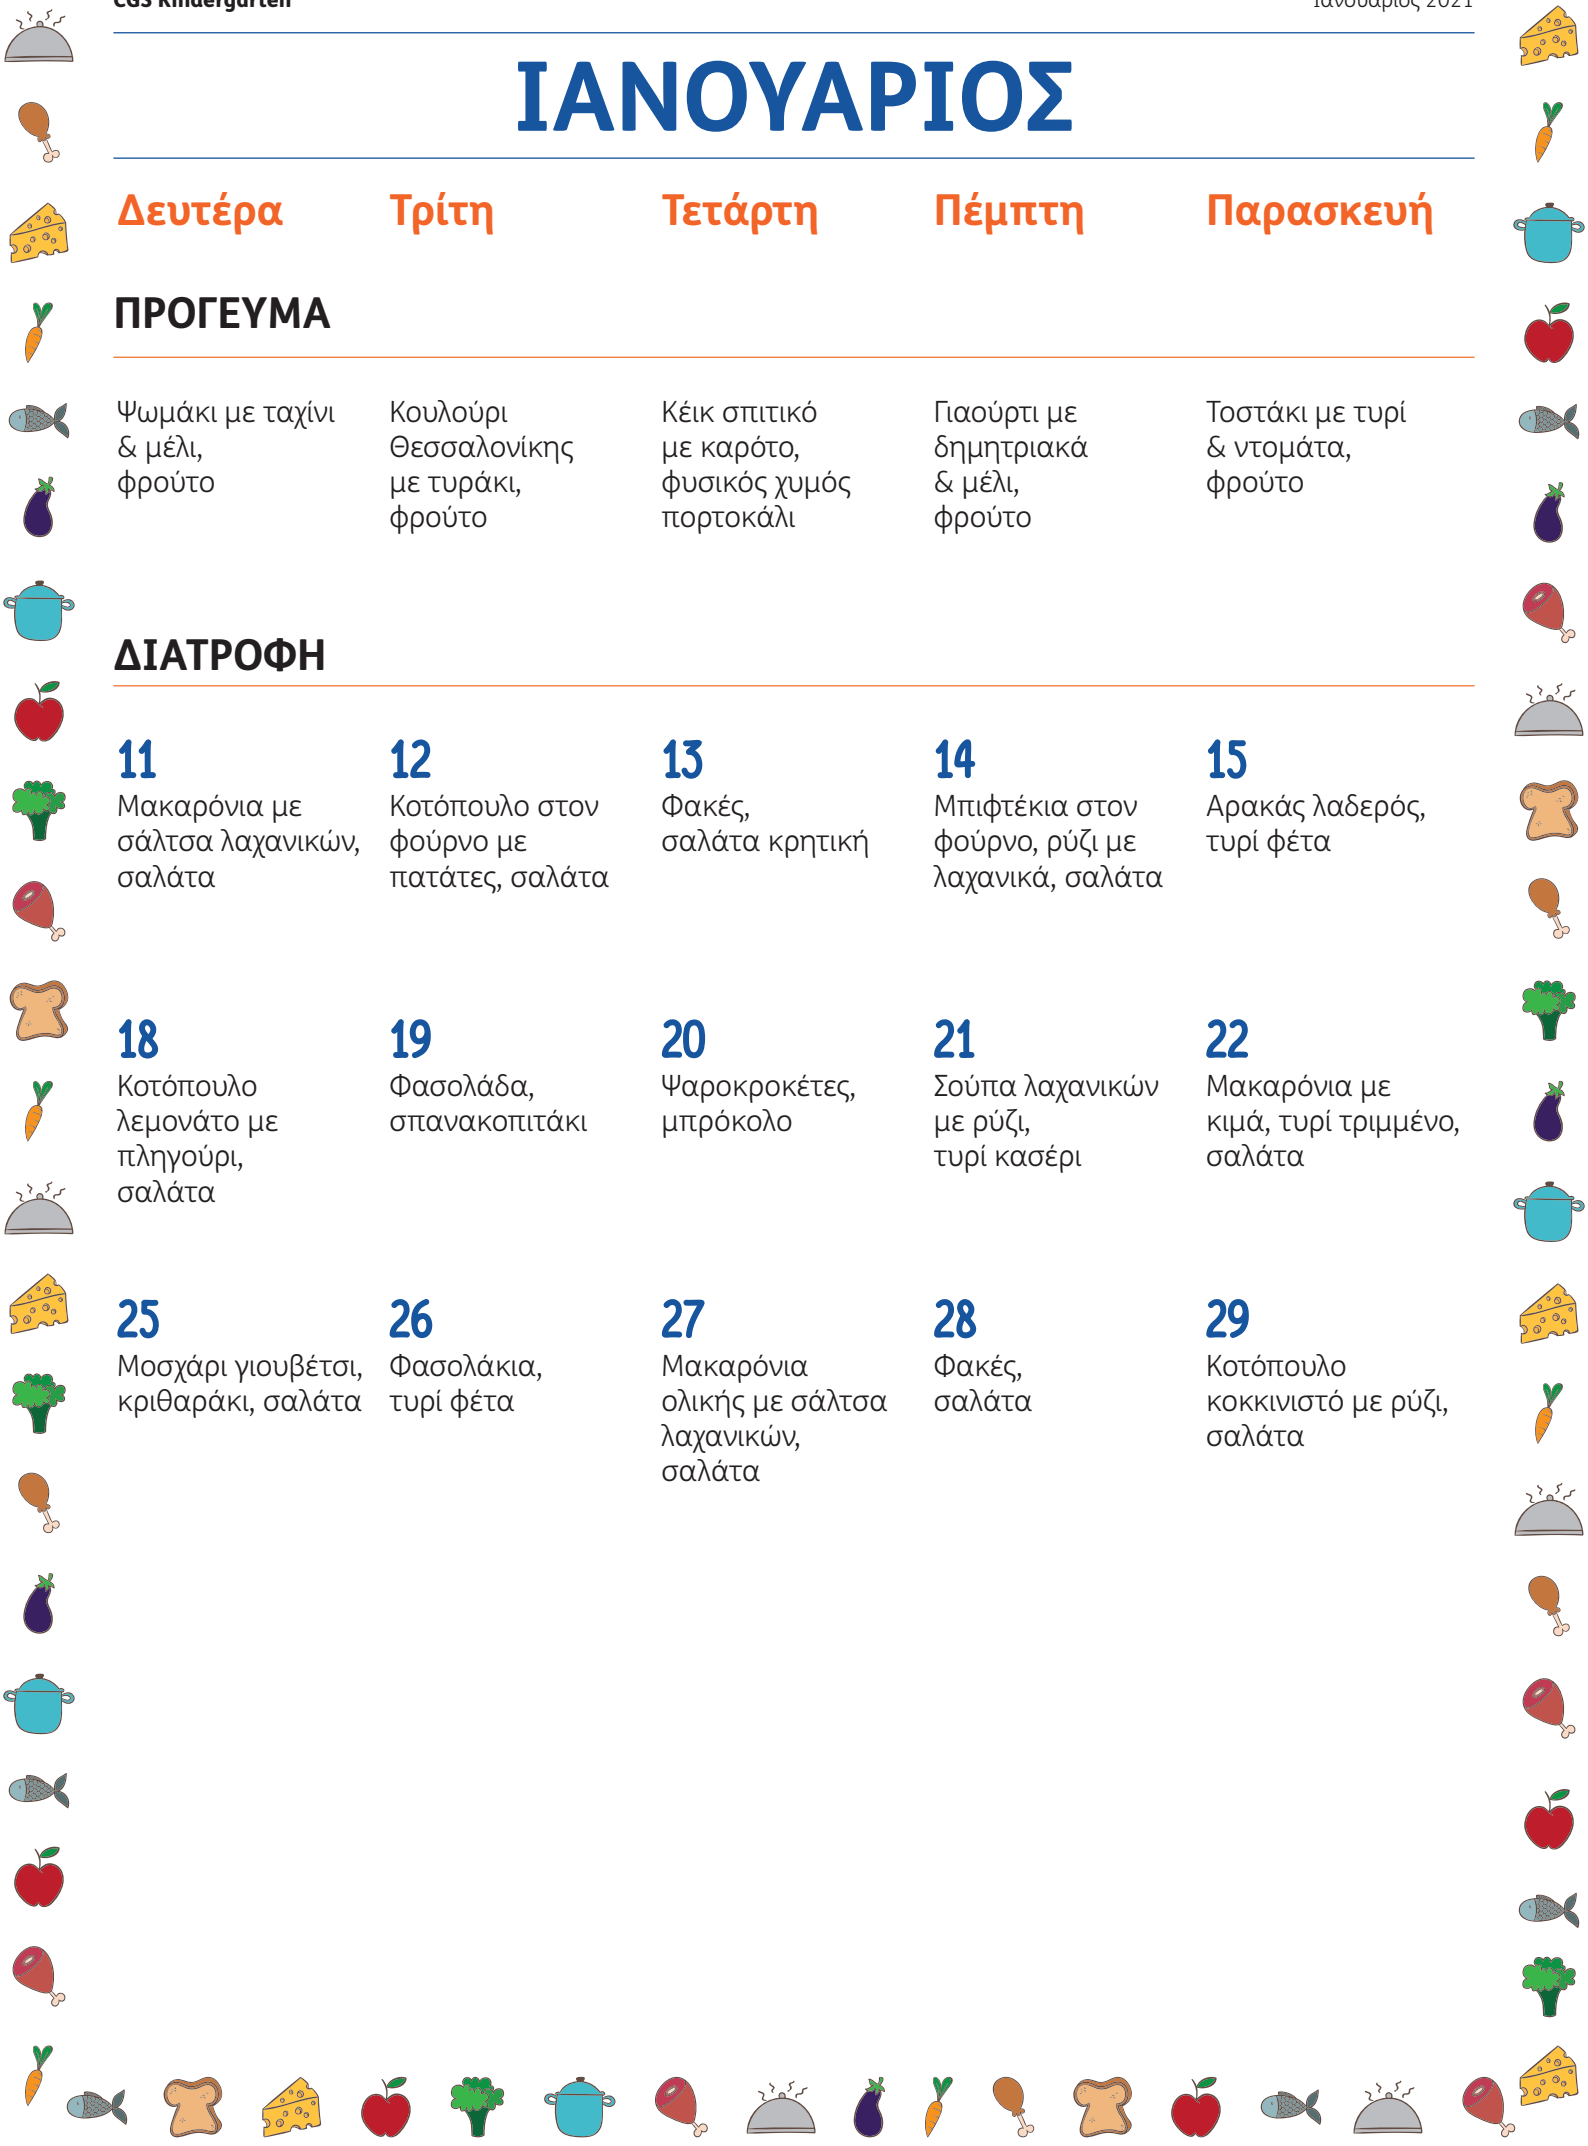 CGS Kindergarten
Ιανουάριος 2021
ΙΑΝΟΥΑΡΙΟΣ
Δευτέρα
Τρίτη
Τετάρτη
Πέμπτη
Παρασκευή
ΠΡΟΓΕΥΜΑ
Ψωμάκι με ταχίνι
& μέλι,
φρούτο
Κουλούρι
Θεσσαλονίκης
με τυράκι,
φρούτο
Κέικ σπιτικό
με καρότο,
φυσικός χυμός
πορτοκάλι
Γιαούρτι με
δημητριακά
& μέλι,
φρούτο
Τοστάκι με τυρί
& ντομάτα,
φρούτο
ΔΙΑΤΡΟΦΗ
11
Μακαρόνια με
σάλτσα λαχανικών,
σαλάτα
12
Κοτόπουλο στον
φούρνο με
πατάτες, σαλάτα
13
Φακές,
σαλάτα κρητική
14
Μπιφτέκια στον
φούρνο, ρύζι με
λαχανικά, σαλάτα
15
Αρακάς λαδερός,
τυρί φέτα
18
Κοτόπουλο
λεμονάτο με
πληγούρι,
σαλάτα
19
Φασολάδα,
σπανακοπιτάκι
20
Ψαροκροκέτες,
μπρόκολο
21
Σούπα λαχανικών
με ρύζι,
τυρί κασέρι
22
Μακαρόνια με
κιμά, τυρί τριμμένο,
σαλάτα
25
Μοσχάρι γιουβέτσι,
κριθαράκι, σαλάτα
26
Φασολάκια,
τυρί φέτα
27
Μακαρόνια
ολικής με σάλτσα
λαχανικών,
σαλάτα
28
Φακές,
σαλάτα
29
Κοτόπουλο
κοκκινιστό με ρύζι,
σαλάτα